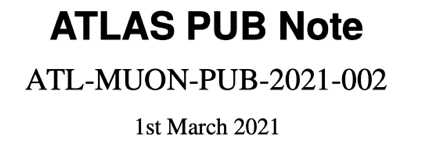 ATLAS PUB Note
ATL-MUON-PUB-2021-002
1st March 2021